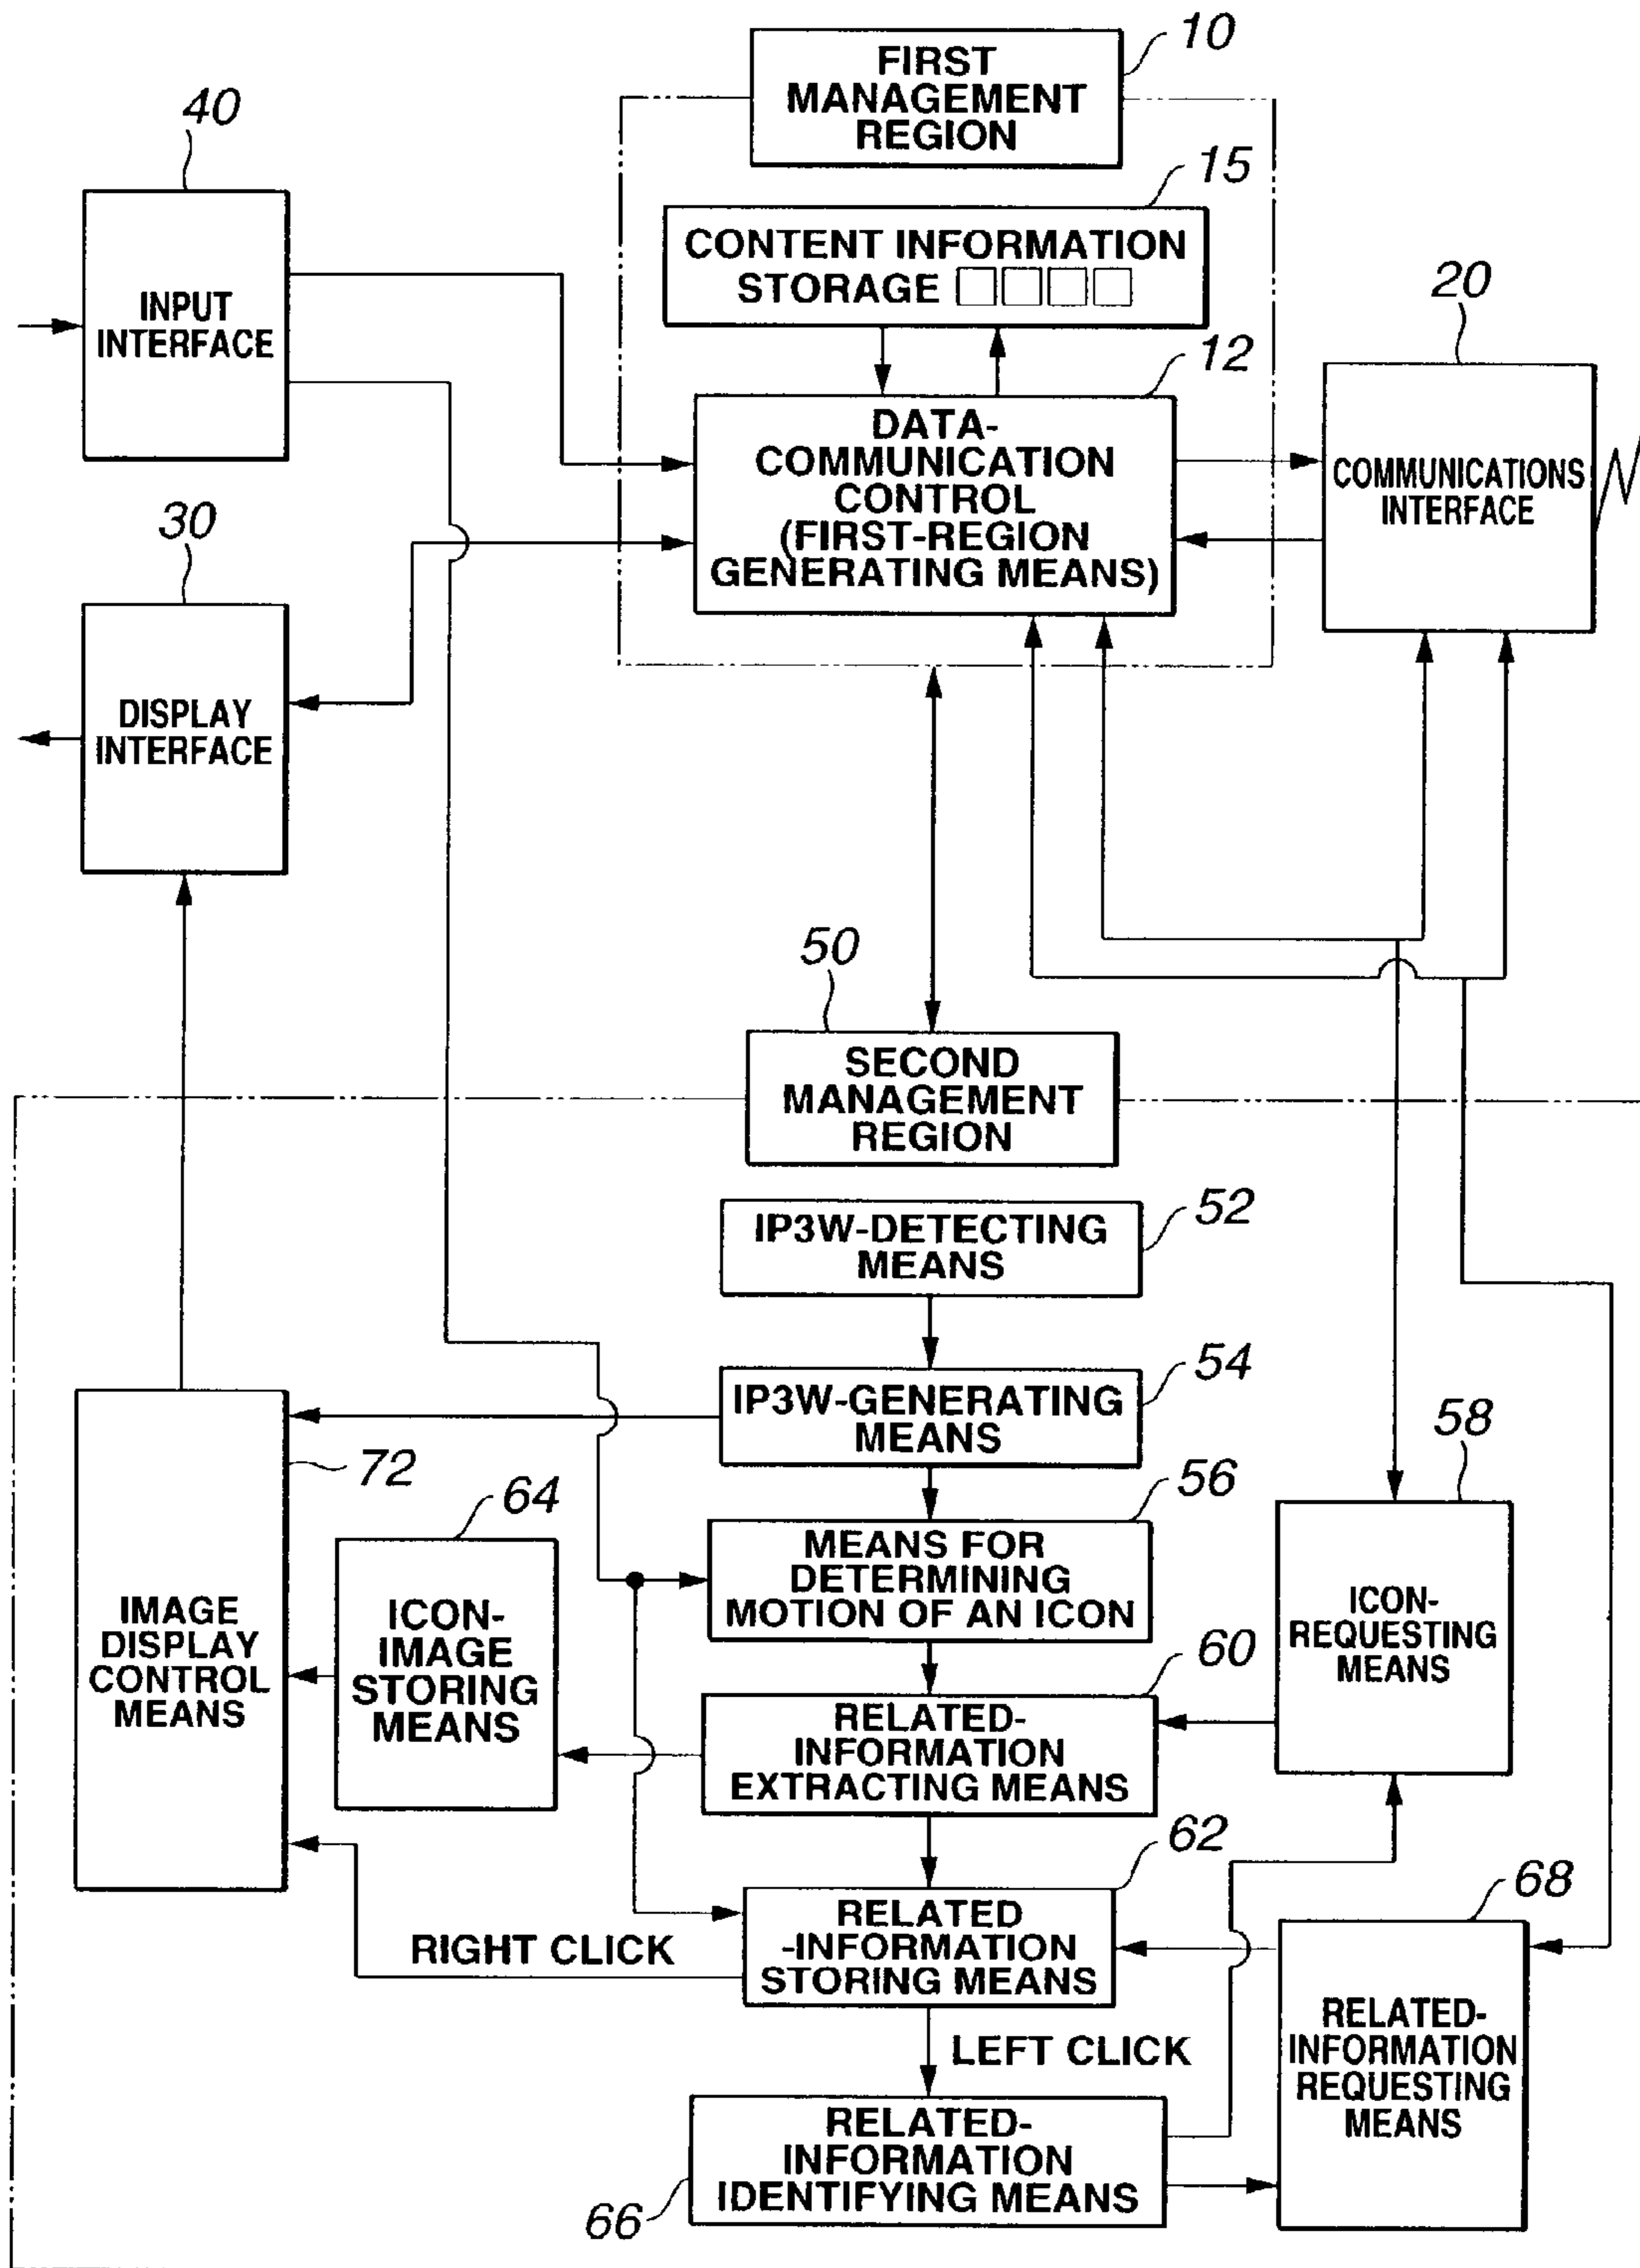 10
FIRST
MANAGEMENT
REGION
40
15
CONTENT INFORMATION
STORAGE
INPUT
INTERFACE
20
12
DATA-
COMMUNICATION
CONTROL
(FIRST-REGION
GENERATING MEANS)
COMMUNICATIONS
INTERFACE
30
DISPLAY
INTERFACE
50
SECOND
MANAGEMENT
REGION
52
IP3W-DETECTING
MEANS
54
IP3W-GENERATING
MEANS
58
72
64
56
MEANS FOR
DETERMINING
MOTION OF AN ICON
ICON-
REQUESTING
MEANS
IMAGE
DISPLAY
CONTROL
MEANS
ICON-
IMAGE
STORING
MEANS
60
RELATED-
INFORMATION
EXTRACTING MEANS
62
68
RELATED
-INFORMATION
STORING MEANS
RIGHT CLICK
LEFT CLICK
RELATED-
INFORMATION
REQUESTING
MEANS
RELATED-
INFORMATION
IDENTIFYING MEANS
66